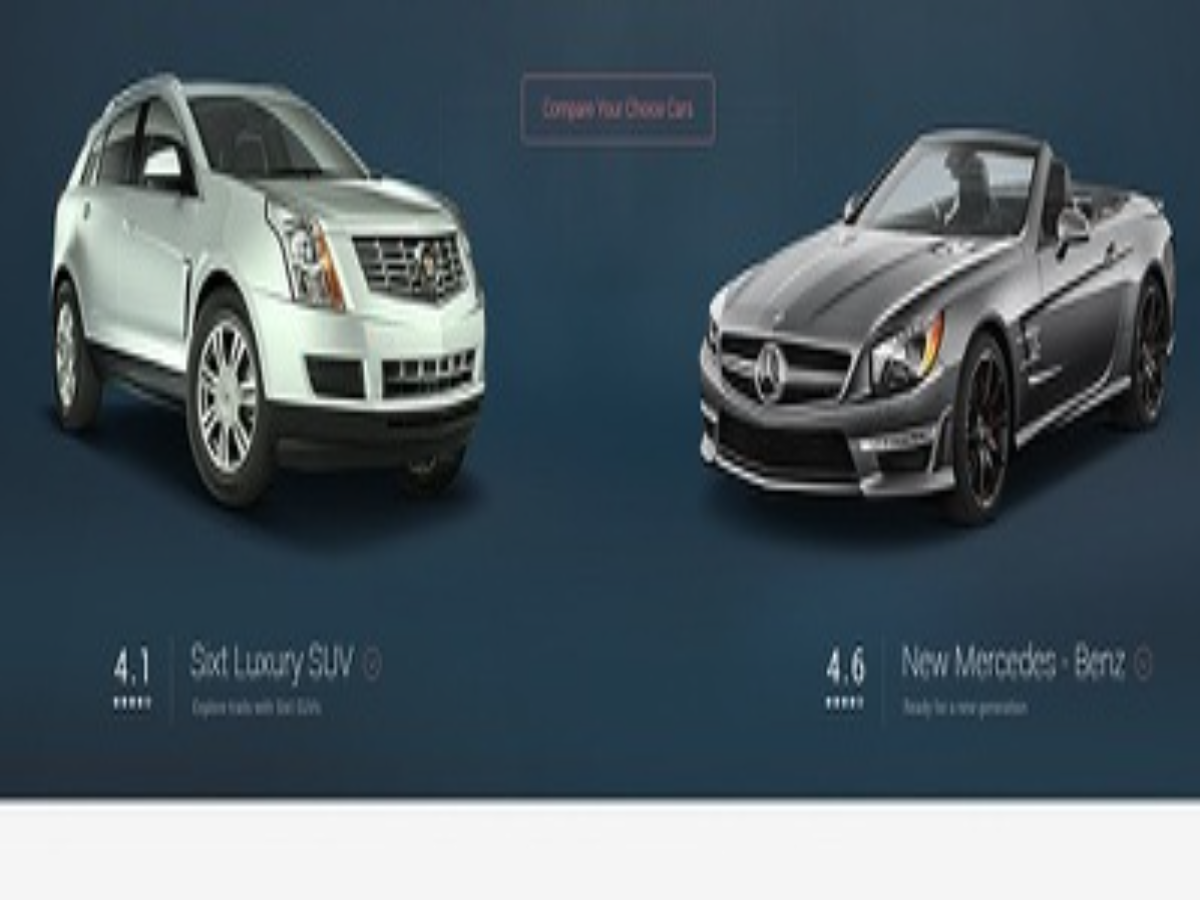 Compare Your Choice Cars
4.1
Sixt Luxury SUV
Explore trails with Sixt SUVs
4.6
New Mercedes - Benz
Ready for a new generation